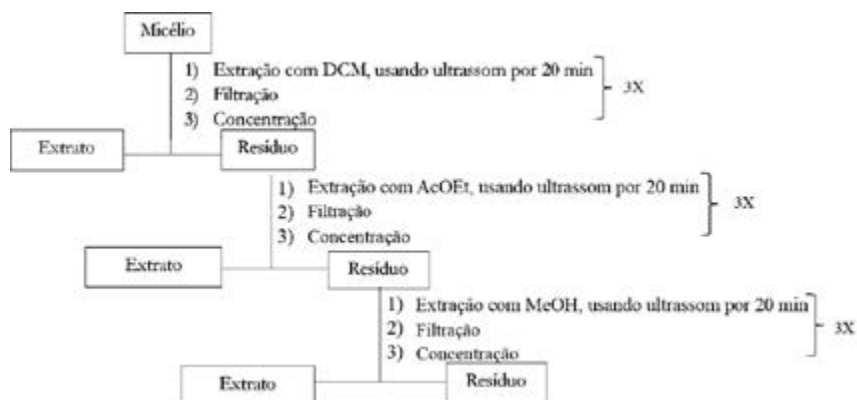 Micélio
1) Extração com DCM, usando ultrassom por 20 min
2) Filtração
3) Concentração
3X
Extrato
Resíduo
1) Extração com AcOEt, usando ultrassom por 20 min
2) Filtração
3) Concentração
3X
Extrato
Resíduo
1) Extração com MeOH, usando ultrassom por 20 min
2) Filtração
3) Concentração
3X
Extrato
Resíduo